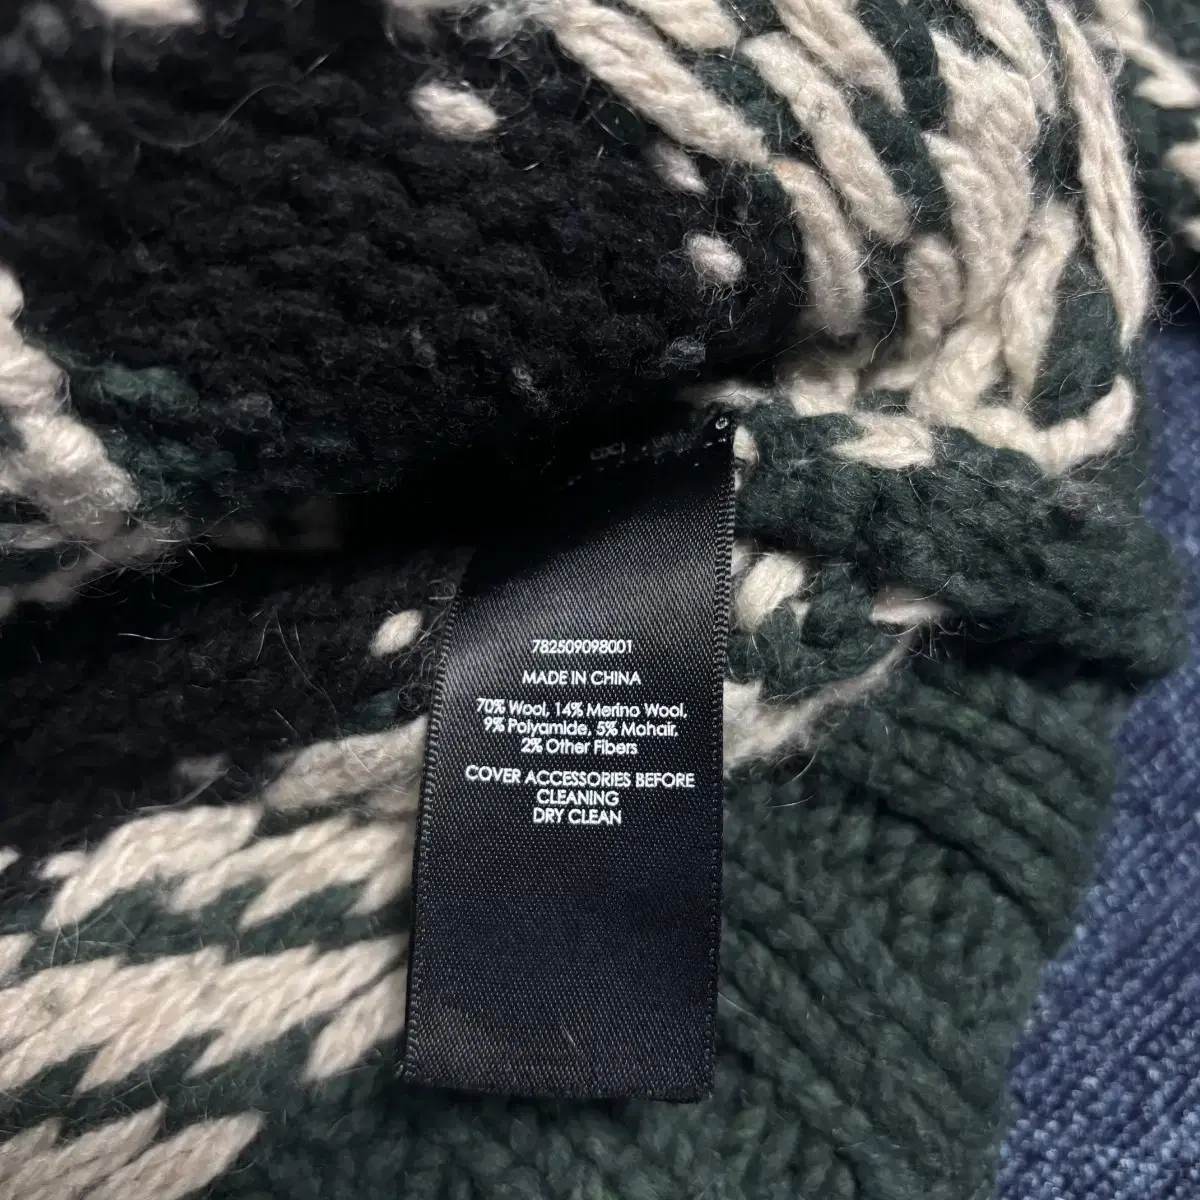 782509098001
MADE IN CHINA
70% Wool, 14% Merino Wool,
9% Polyamide, 5% Mohair,
2% Other Fibers
COVER ACCESSORIES BEFORE
CLEANING
DRY CLEAN